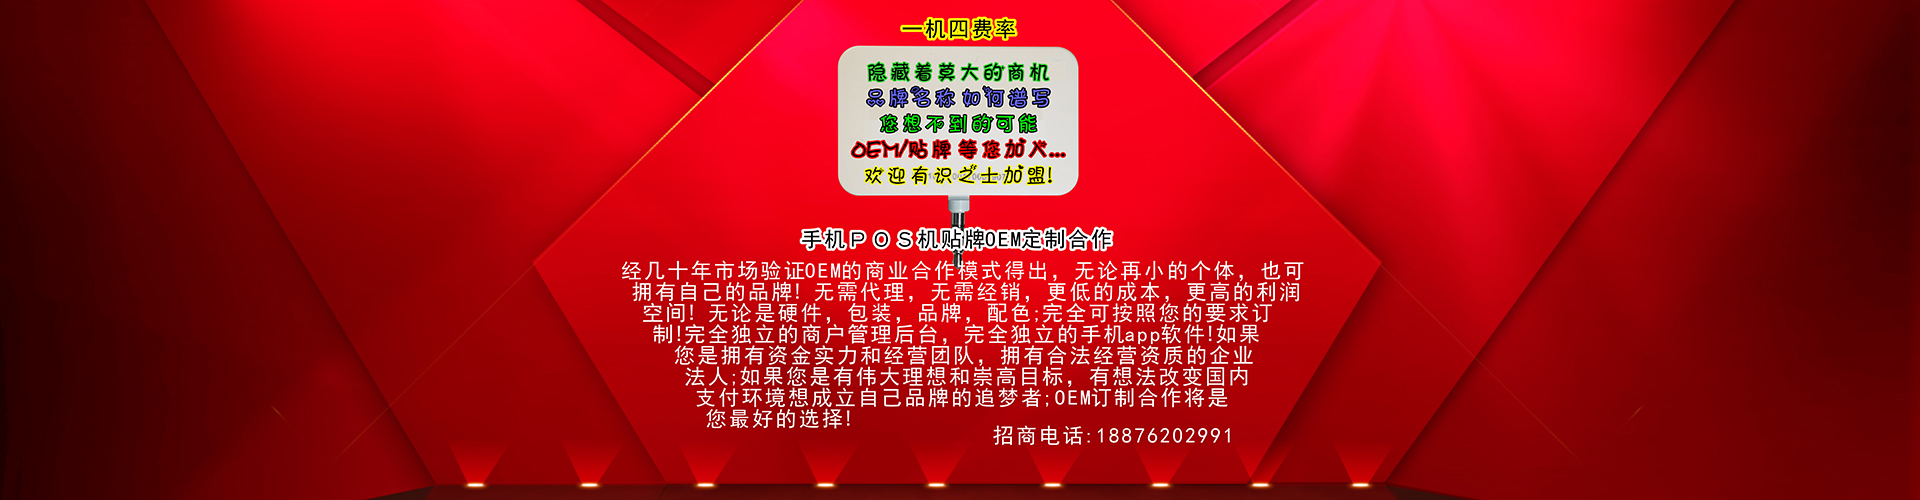 一机四费率
隐藏着莫大的商机
品牌名称如何谱写
您想不到的可能
OEM/贴牌等您加入...
欢迎有识之士加盟!
手机POS机贴牌OEM定制合作
经几十年市场验证OEM的商业合作模式得出，无论再小的个体，也可
拥有自己的品牌! 无需代理，无需经销，更低的成本，更高的利润
空间! 无论是硬件，包装，品牌，配色;完全可按照您的要求订
制!完全独立的商户管理后台，完全独立的手机app软件!如果
您是拥有资金实力和经营团队，拥有合法经营资质的企业
法人;如果您是有伟大理想和崇高目标，有想法改变国内
支付环境想成立自己品牌的追梦者;OEM订制合作将是
您最好的选择!
招商电话:18876202991